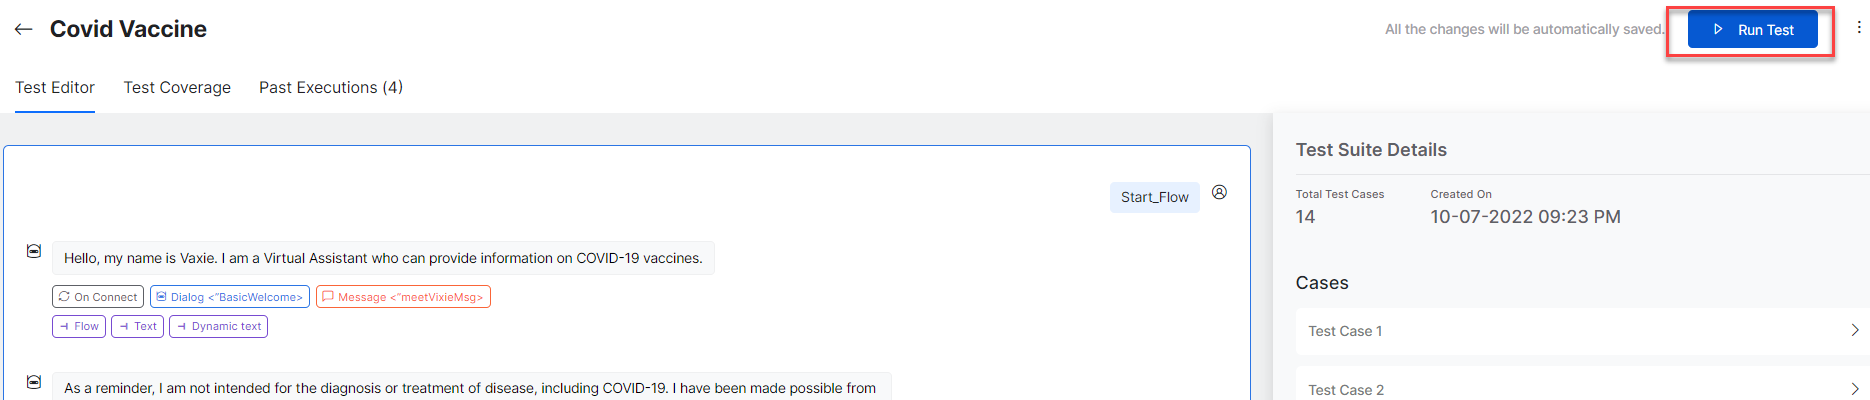 Covid Vaccine
All the changes will be automatically saved.
Run Test
Test Editor
Test Coverage
Past Executions (4)
Start_Flow
Hello, my name is Vaxie. I am a Virtual Assistant who can provide information on COVID-19 vaccines.
On Connect
Dialog <"BasicWelcome>
Message <"meetVixieMsg>
Flow
Text
Dynamic text
As a reminder, I am not intended for the diagnosis or treatment of disease, including COVID-19. I have been made possible from
Test Suite Details
Total Test Cases
Created On
14
10-07-2022 09:23 PM
Cases
Test Case 1
Test Case 2